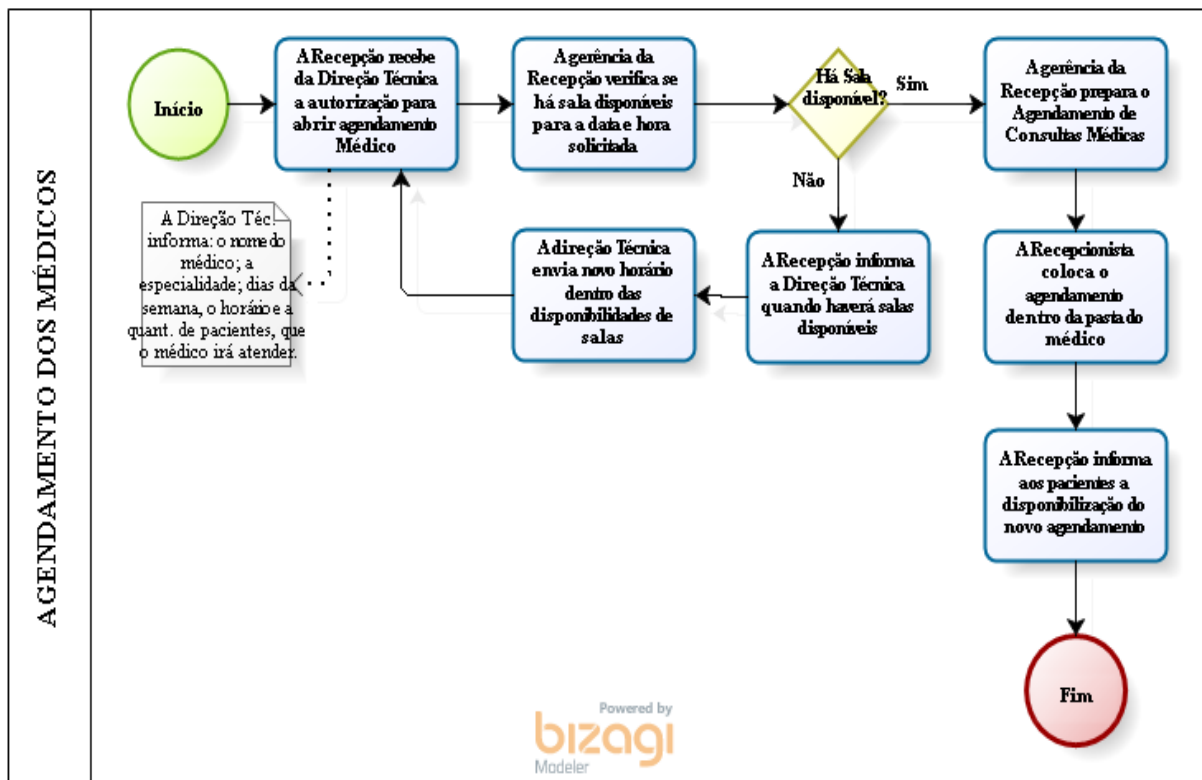 AGENDAMENTO DOS MÉDICOS
Início
A Recepção recebe
da Direção Técnica
a autorização para
abrir agendamento
Médico
A gerência da
Recepção verifica se
há sala disponíveis
para a data e hora
solicitada
Há Sala
disponível?
Sim
Não
A gerência da
Recepção prepara o
Agendamento de
Consultas Médicas
A Direção Téc.
informa: o nome do
médico; a
especialidade; dias da
semana, o horário e a
quant. de pacientes, que
o médico irá atender.
A direção Técnica
envia novo horário
dentro das
disponibilidades de
salas
A Recepção informa
a Direção Técnica
quando haverá salas
disponíveis
A Recepcionista
coloca o
agendamento
dentro da pasta do
médico
A Recepção informa
aos pacientes a
disponibilização do
novo agendamento
Fim
Powered by
bizagi
Modeler